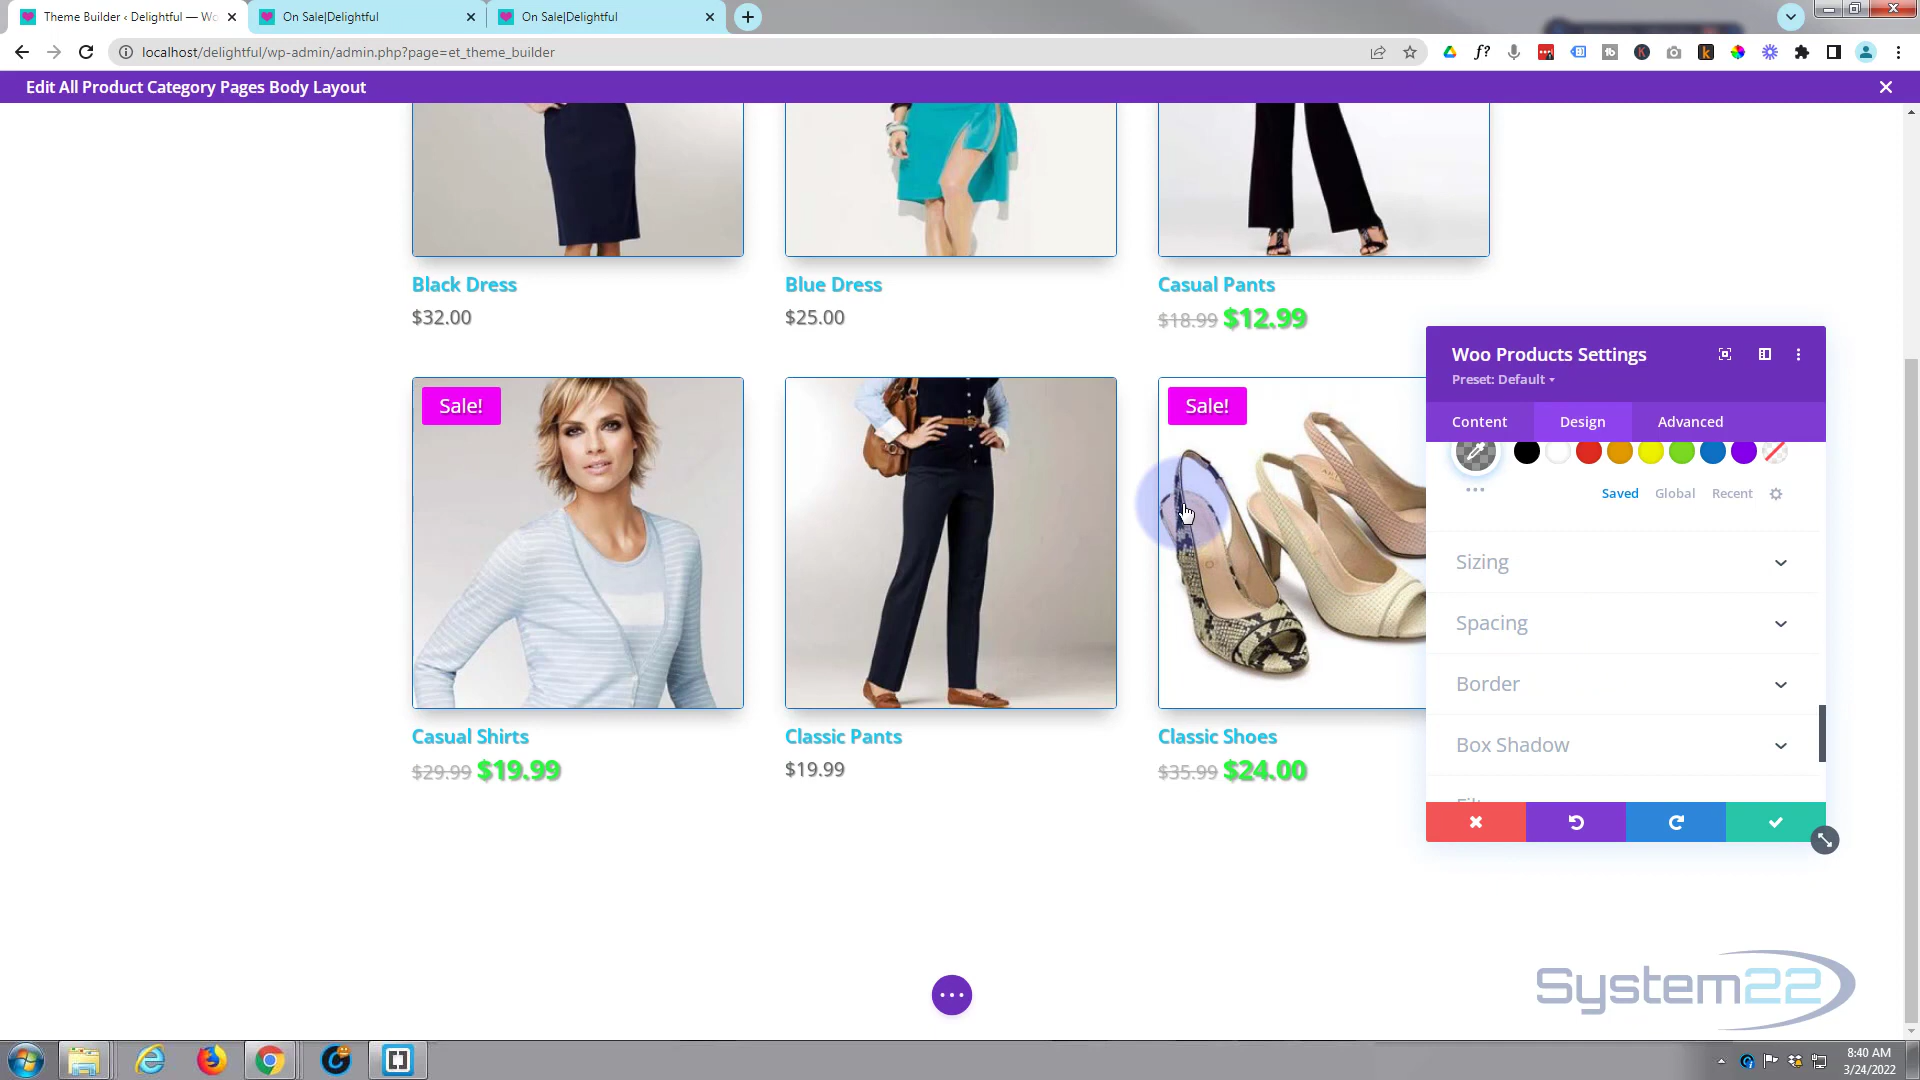 Theme Builder ‹ Delightful — Wo
On Sale|Delightful
On Sale|Delightful
localhost/delightful/wp-admin/admin.php?page=et_theme_builder
Edit All Product Category Pages Body Layout
Black Dress
$32.00
Blue Dress
$25.00
Casual Pants
$18.99 $12.99
Woo Products Settings
Preset: Default
Content
Design
Advanced
Saved
Global
Recent
Sizing
Spacing
Border
Box Shadow
Sale!
Sale!
Casual Shirts
$29.99 $19.99
Classic Pants
$19.99
Classic Shoes
$35.99 $24.00
System22
8:40 AM
3/24/2022